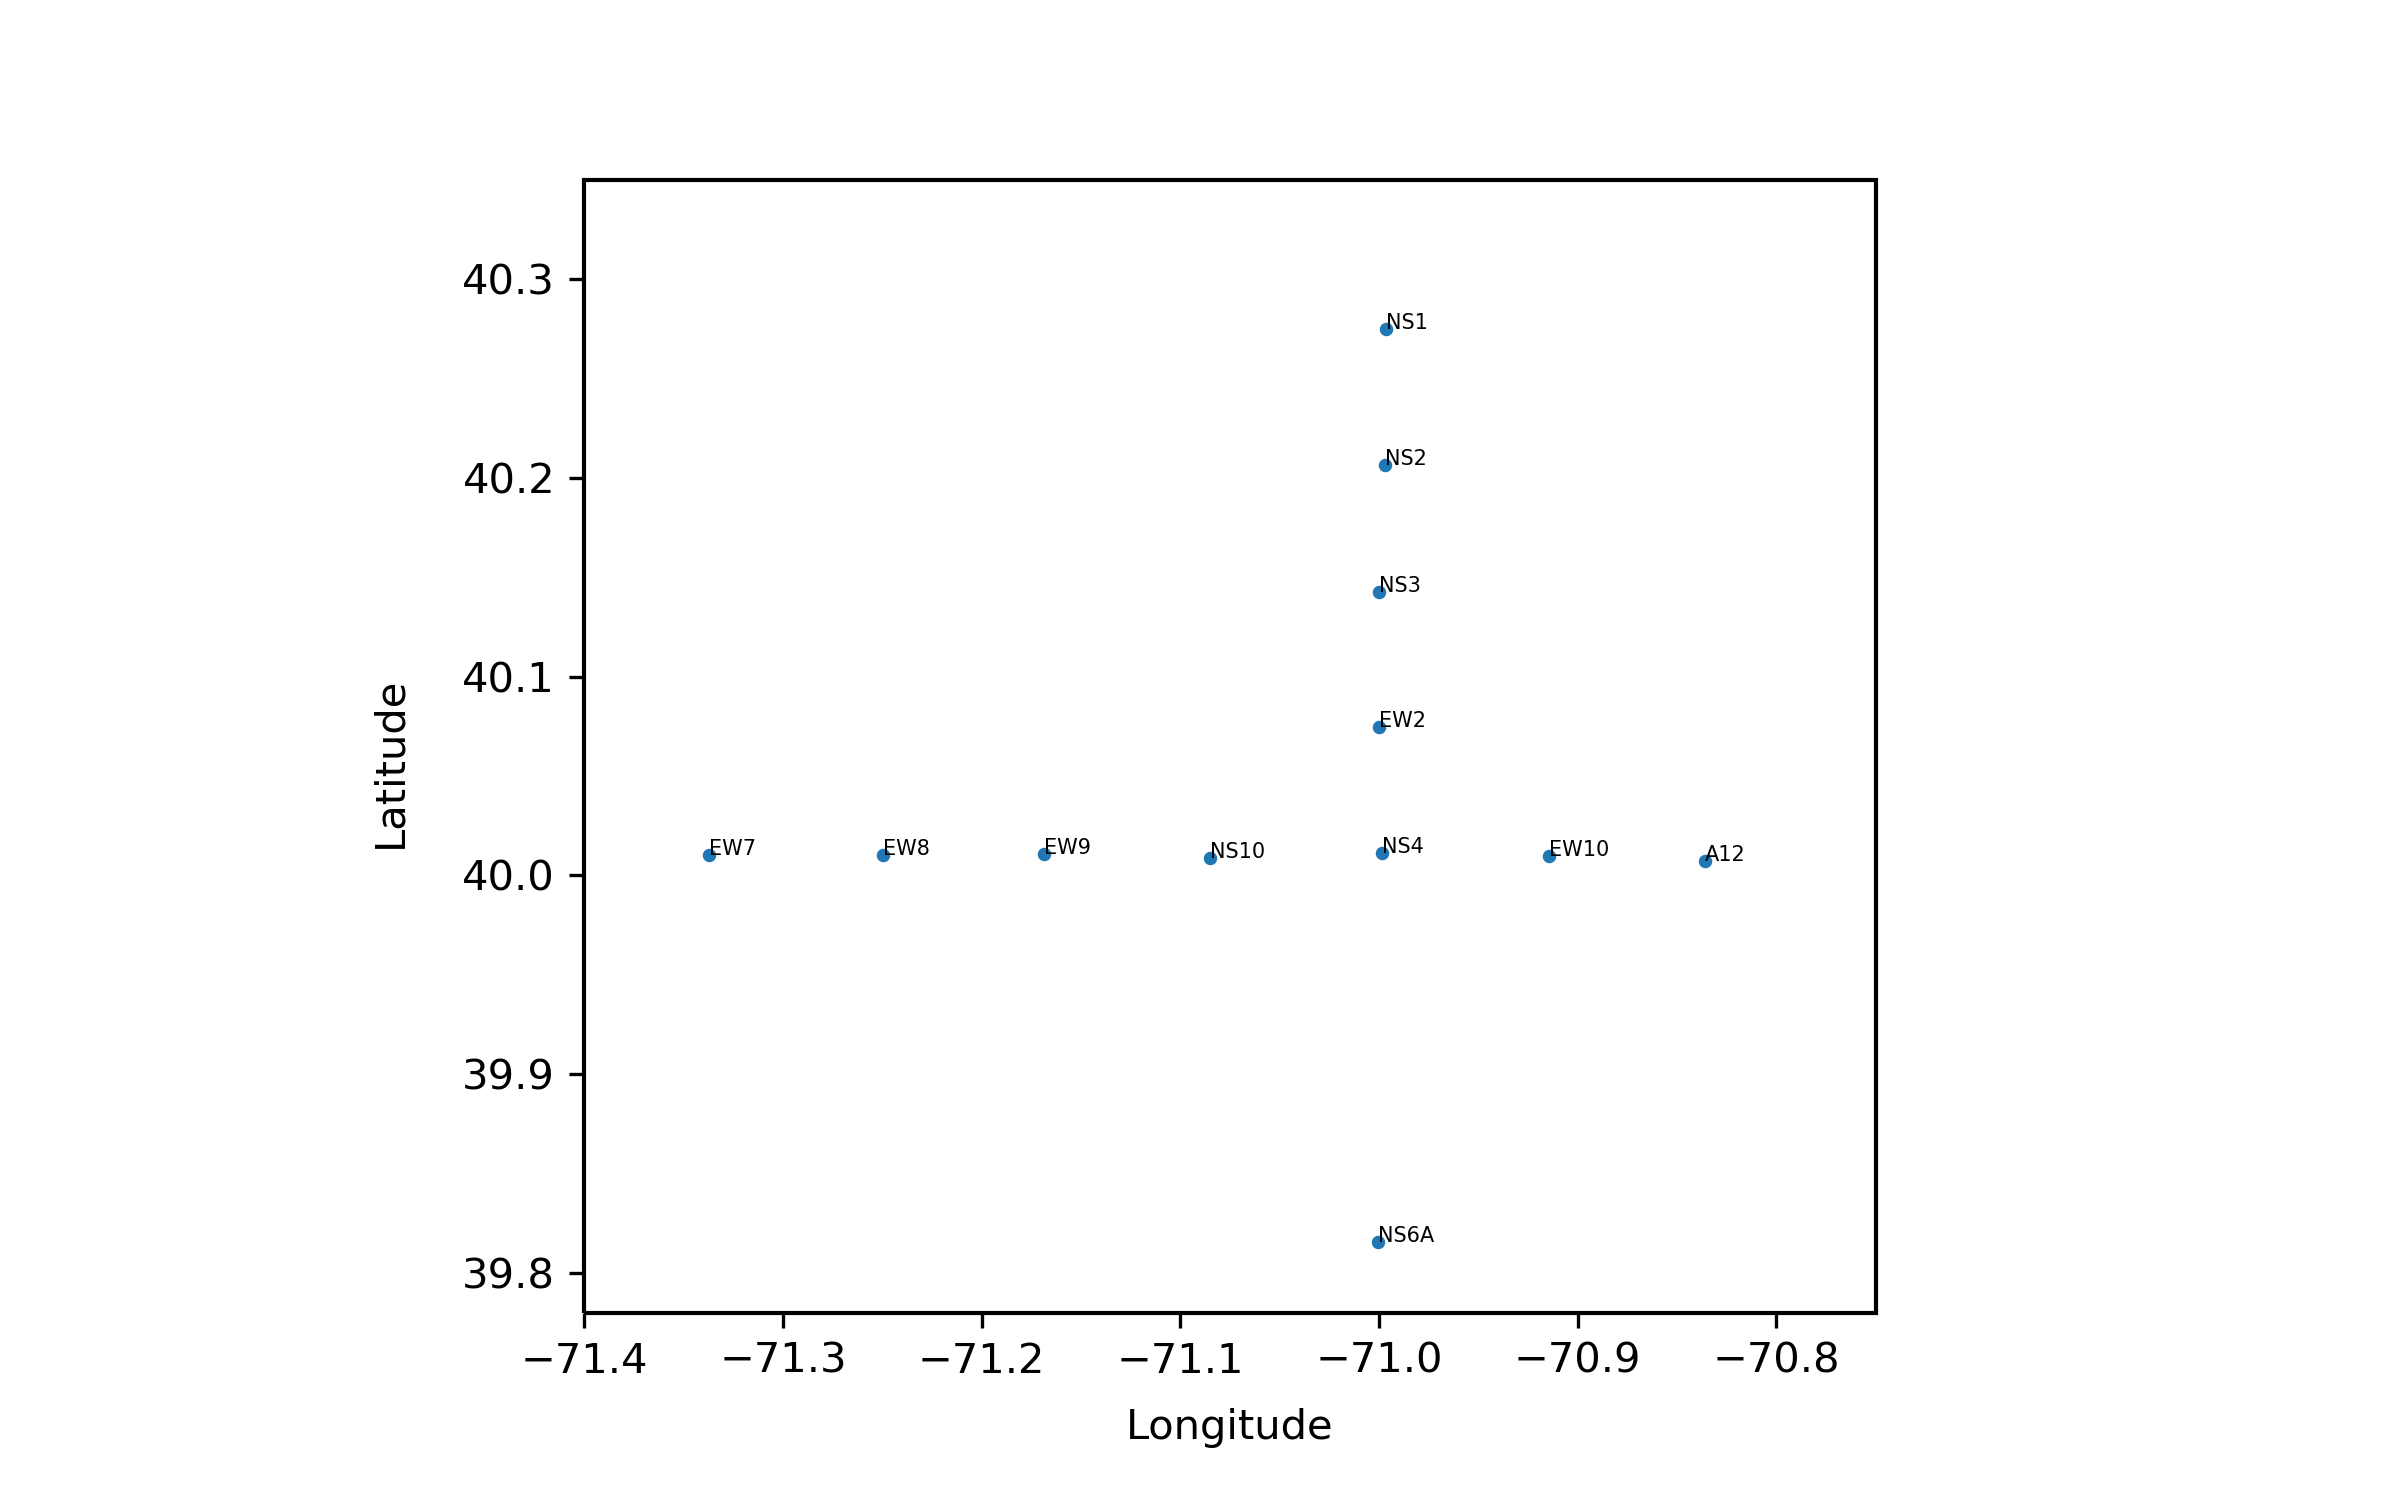 40.3
40.2
40.1
40.0
39.9
39.8
Latitude
NS1
NS2
NS3
EW2
EW7 EW8 EW9 NS10 NS4 EW10 A12
NS6A
−71.4 −71.3 −71.2 −71.1 −71.0 −70.9 −70.8
Longitude